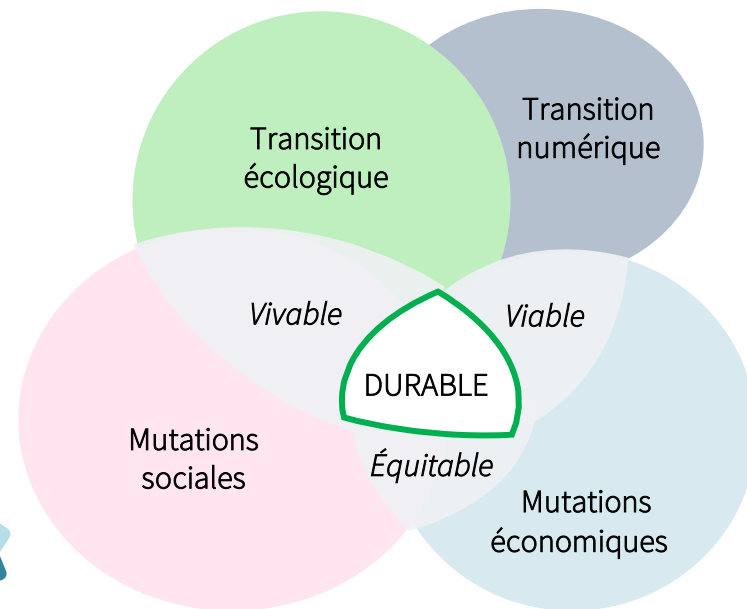 Transition
écologique
Transition
numérique
Vivable
Viable
DURABLE
Mutations
sociales
Équitable
Mutations
économiques